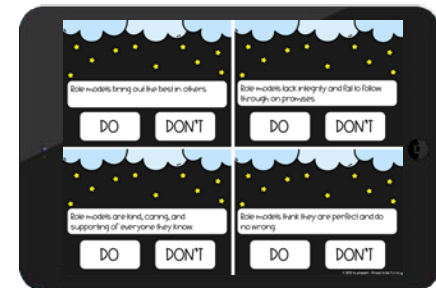 Role models bring out the best in others.
DO DON'T
Role models lack integrity and fail to follow
through on promises.
DO DON'T
Role models are kind, caring, and
supporting of everyone they know.
DO DON'T
Role models think they are perfect and do
no wrong.
DO DON'T